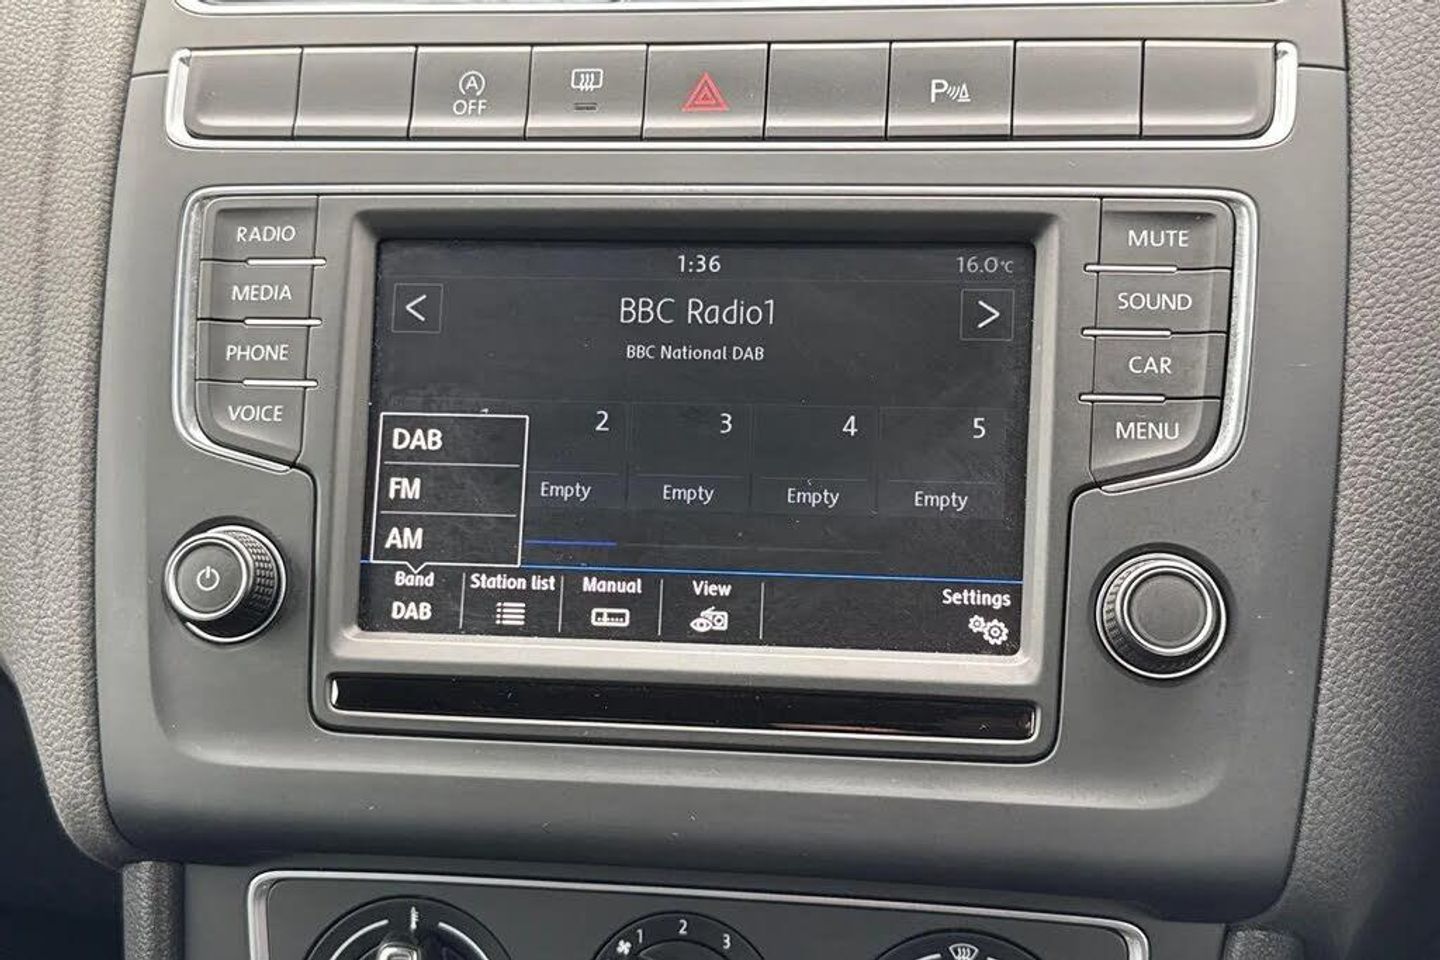 A
OFF
P
RADIO
MEDIA
PHONE
VOICE
1:36
16.0°C
<
BBC Radio1
>
BBC National DAB
2
3
4
5
Empty
Empty
Empty
Empty
DAB
FM
AM
Band
DAB
Station list
Manual
View
Settings
MUTE
SOUND
CAR
MENU
1
2
3